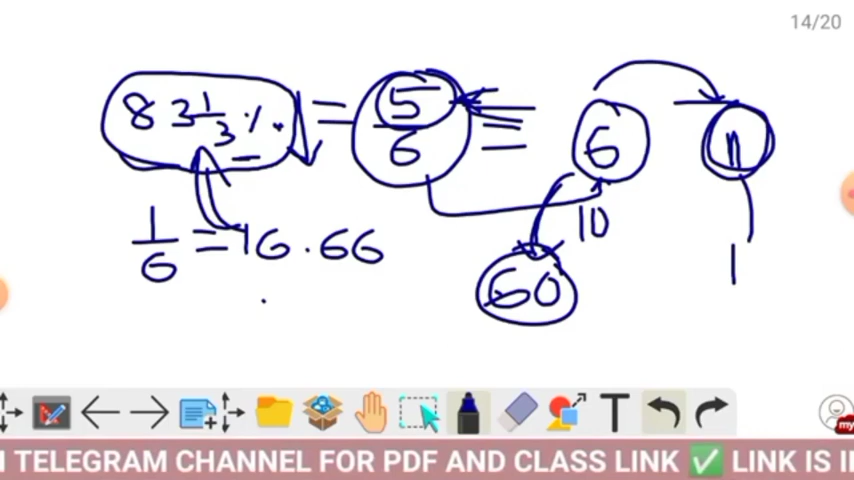 14/20
83 1/3 % = 5/6 = 6 n
1/6 = 16.66 10
60 1
T my
TELEGRAM CHANNEL FOR PDF AND CLASS LINK ✅ LINK IS